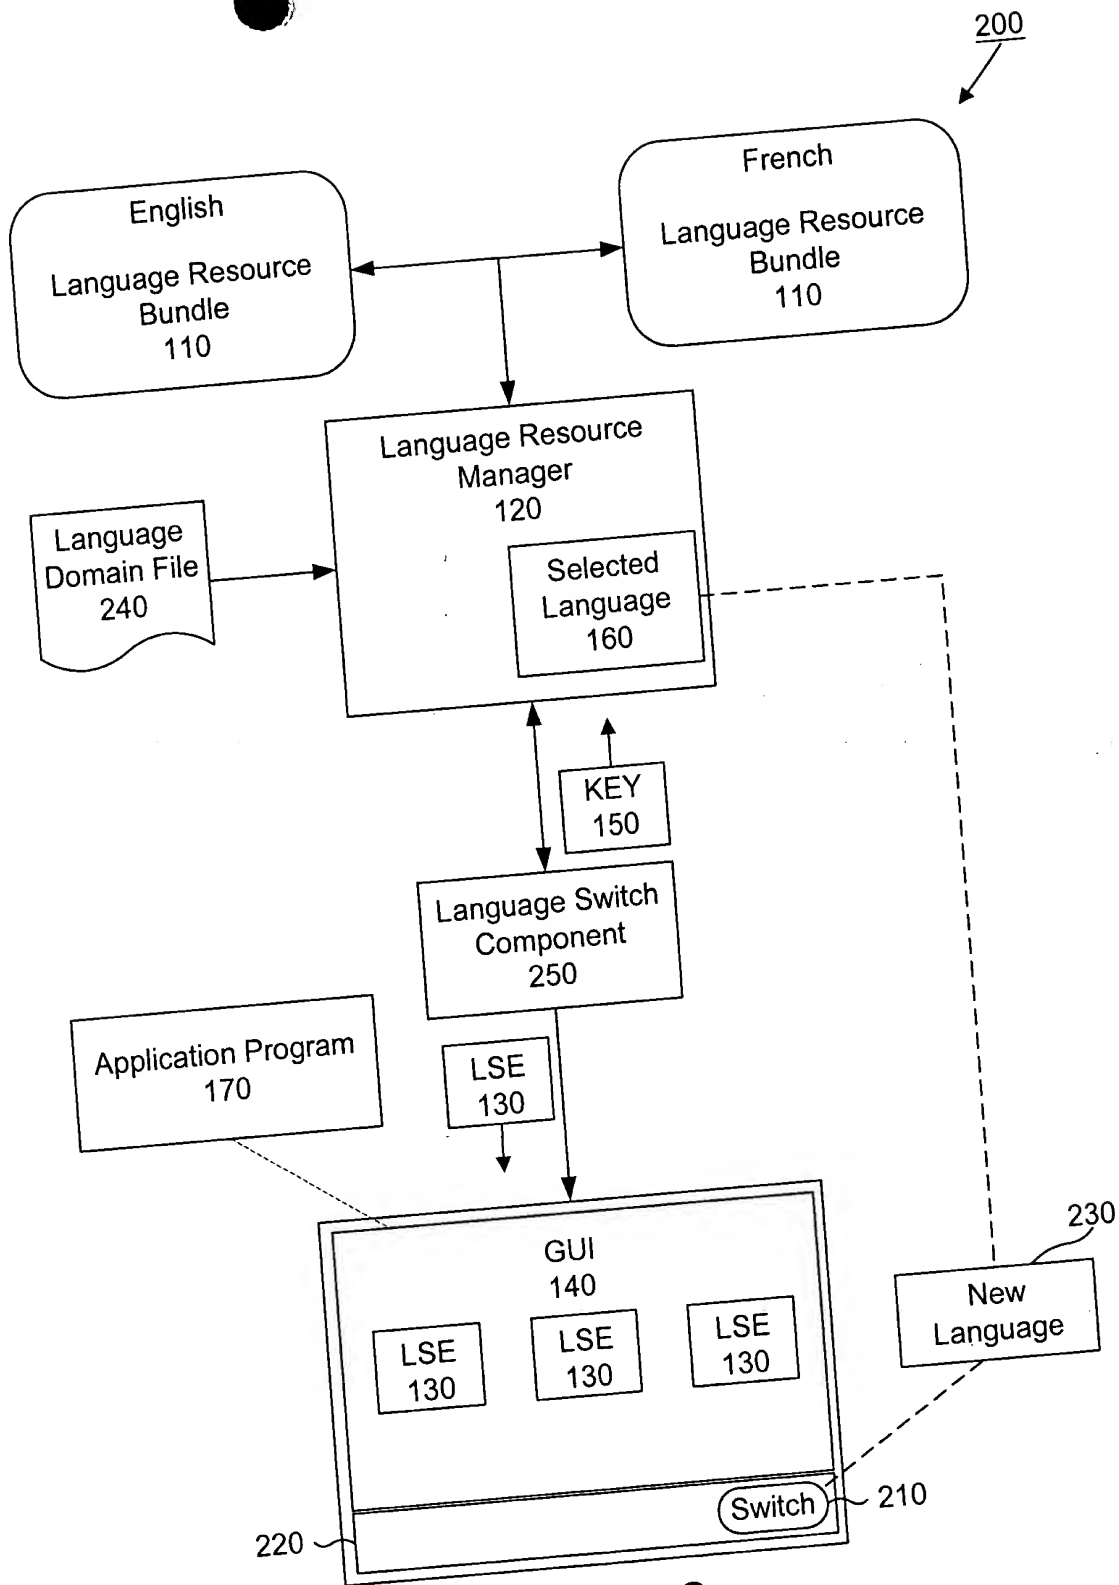 200
English
Language Resource
Bundle
110
French
Language Resource
Bundle
110
Language Resource
Manager
120
Language
Domain File
240
Selected
Language
160
KEY
150
Language Switch
Component
250
Application Program
170
LSE
130
GUI
140
LSE
130
LSE
130
LSE
130
230
New
Language
Switch
210
220